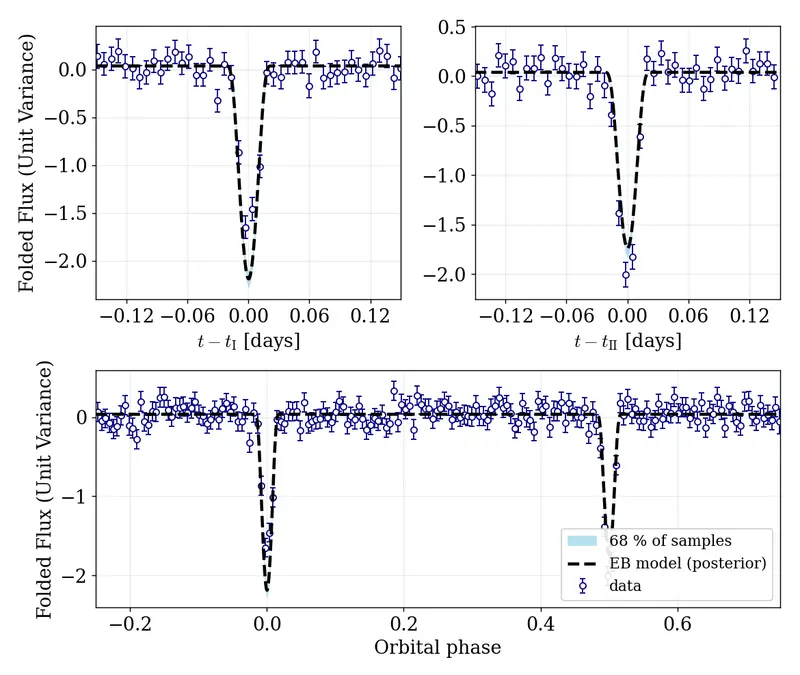 0.0
−0.5
−1.0
−1.5
−2.0
Folded Flux (Unit Variance)
−0.12 −0.06 0.00 0.06 0.12
t − t_I [days]
0.5
0.0
−0.5
−1.0
−1.5
−2.0
−0.12 −0.06 0.00 0.06 0.12
t − t_II [days]
0
−1
−2
Folded Flux (Unit Variance)
68 % of samples
EB model (posterior)
data
−0.2 0.0 0.2 0.4 0.6
Orbital phase